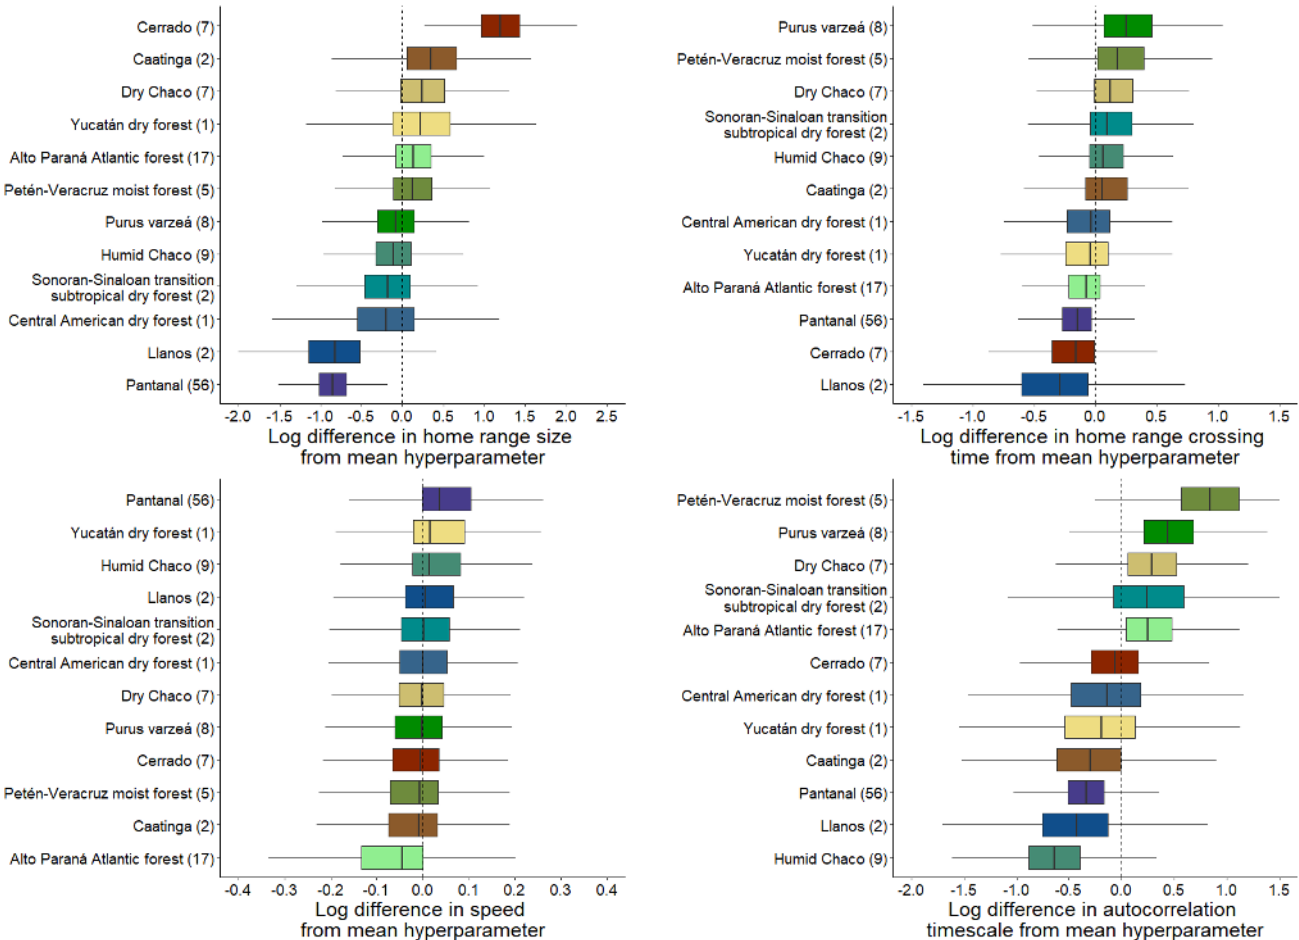 Cerrado (7)
Caatinga (2)
Dry Chaco (7)
Yucatán dry forest (1)
Alto Paraná Atlantic forest (17)
Petén-Veracruz moist forest (5)
Purus varzeá (8)
Humid Chaco (9)
Sonoran-Sinaloan transition
subtropical dry forest (2)
Central American dry forest (1)
Llanos (2)
Pantanal (56)
-2.0 -1.5 -1.0 -0.5 0.0 0.5 1.0 1.5 2.0 2.5
Log difference in home range size
from mean hyperparameter
Purus varzeá (8)
Petén-Veracruz moist forest (5)
Dry Chaco (7)
Sonoran-Sinaloan transition
subtropical dry forest (2)
Humid Chaco (9)
Caatinga (2)
Central American dry forest (1)
Yucatán dry forest (1)
Alto Paraná Atlantic forest (17)
Pantanal (56)
Cerrado (7)
Llanos (2)
-1.5 -1.0 -0.5 0.0 0.5 1.0 1.5
Log difference in home range crossing
time from mean hyperparameter
Pantanal (56)
Yucatán dry forest (1)
Humid Chaco (9)
Llanos (2)
Sonoran-Sinaloan transition
subtropical dry forest (2)
Central American dry forest (1)
Dry Chaco (7)
Purus varzeá (8)
Cerrado (7)
Petén-Veracruz moist forest (5)
Caatinga (2)
Alto Paraná Atlantic forest (17)
-0.4 -0.3 -0.2 -0.1 0.0 0.1 0.2 0.3 0.4
Log difference in speed
from mean hyperparameter
Petén-Veracruz moist forest (5)
Purus varzeá (8)
Dry Chaco (7)
Sonoran-Sinaloan transition
subtropical dry forest (2)
Alto Paraná Atlantic forest (17)
Cerrado (7)
Central American dry forest (1)
Yucatán dry forest (1)
Caatinga (2)
Pantanal (56)
Llanos (2)
Humid Chaco (9)
-2.0 -1.5 -1.0 -0.5 0.0 0.5 1.0 1.5
Log difference in autocorrelation
timescale from mean hyperparameter